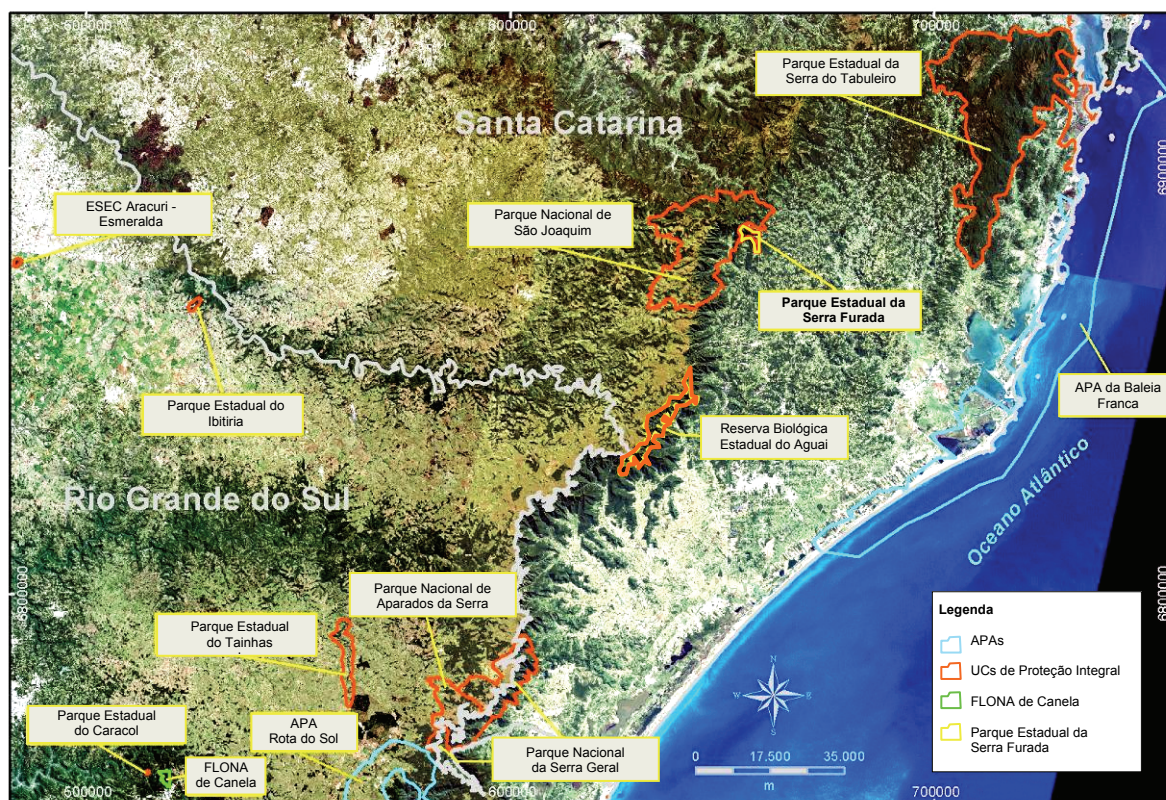 500000
600000
700000
Parque Estadual da
Serra do Tabuleiro
Santa Catarina
6800000
6800000
ESEC Aracuri -
Esmeralda
Parque Nacional de
São Joaquim
Parque Estadual da
Serra Furada
APA da Baleia
Franca
Parque Estadual do
Ibitiria
Reserva Biológica
Estadual do Aguai
Rio Grande do Sul
Oceano Atlântico
Parque Nacional de
Aparados da Serra
Parque Estadual
do Tainhas
Parque Estadual
do Caracol
APA
Rota do Sol
FLONA
de Canela
Parque Nacional
da Serra Geral
N
W
E
S
0
17.500
35.000
m
Legenda
APAs
UCs de Proteção Integral
FLONA de Canela
Parque Estadual da
Serra Furada
6800000
6800000
500000
600000
700000